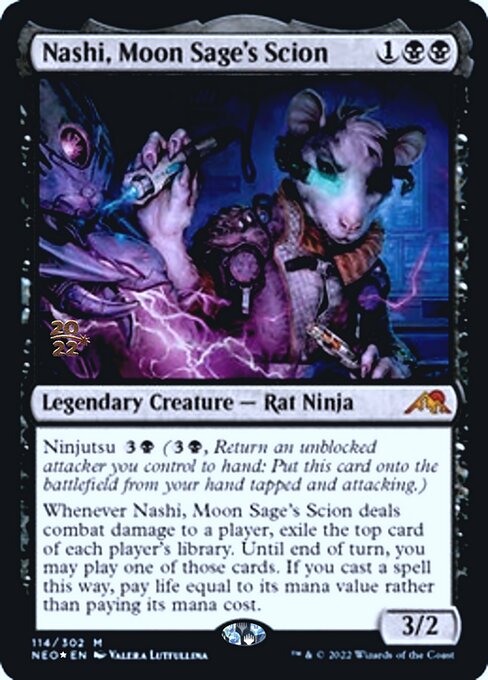 Nashi, Moon Sage's Scion 1
20
22
Legendary Creature — Rat Ninja
Ninjutsu 3 (3, Return an unblocked
attacker you control to hand: Put this card onto the
battlefield from your hand tapped and attacking.)
Whenever Nashi, Moon Sage's Scion deals
combat damage to a player, exile the top card
of each player's library. Until end of turn, you
may play one of those cards. If you cast a spell
this way, pay life equal to its mana value rather
than paying its mana cost.
3/2
114/302 M
NEO★EN Valera Lutfullina
™ & © 2022 Wizards of the Coast